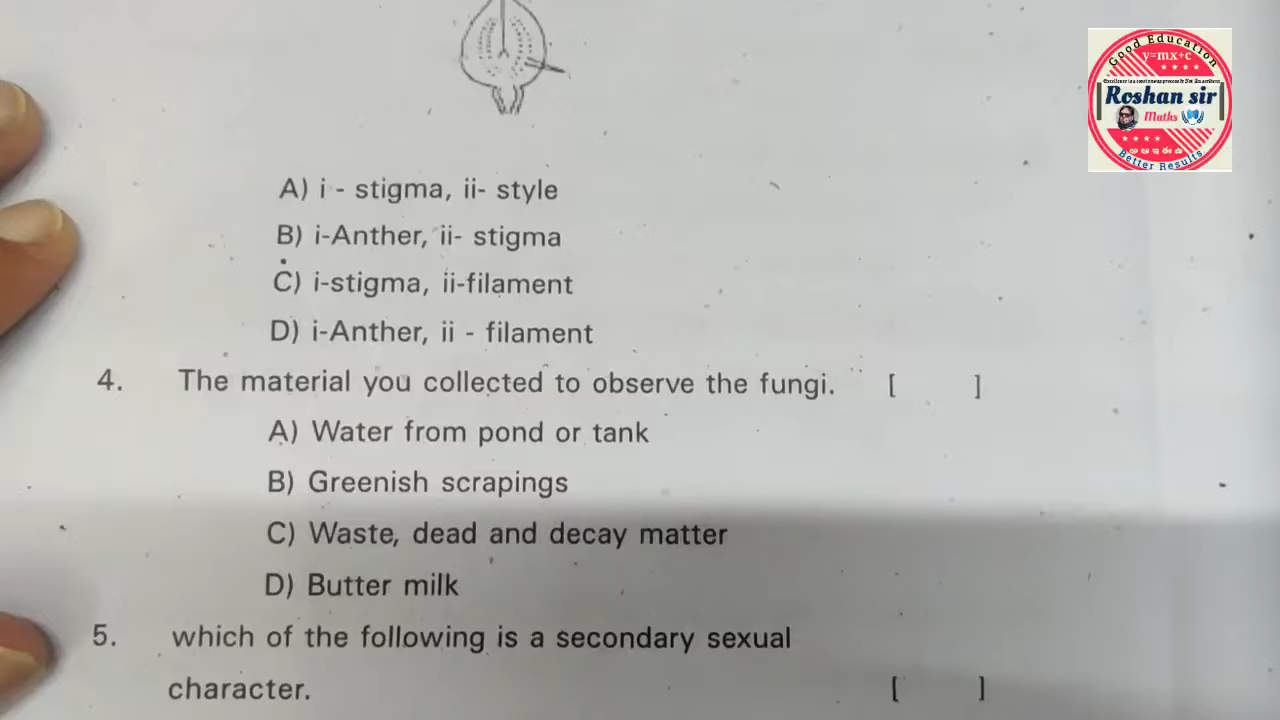 Good Education
y=mx+c
Roshan sir
Maths
Better Results
A) i - stigma, ii- style
B) i-Anther, ii- stigma
C) i-stigma, ii-filament
D) i-Anther, ii - filament
4. The material you collected to observe the fungi. [ ]
A) Water from pond or tank
B) Greenish scrapings
C) Waste, dead and decay matter
D) Butter milk
5. which of the following is a secondary sexual
character. [ ]